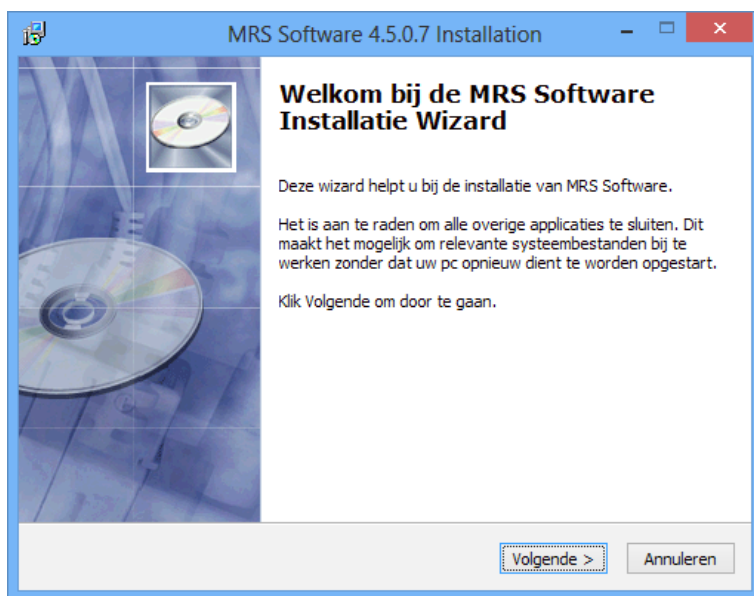 MRS Software 4.5.0.7 Installation
Welkom bij de MRS Software
Installatie Wizard
Deze wizard helpt u bij de installatie van MRS Software.
Het is aan te raden om alle overige applicaties te sluiten. Dit
maakt het mogelijk om relevante systeembestanden bij te
werken zonder dat uw pc opnieuw dient te worden opgestart.
Klik Volgende om door te gaan.
Volgende >
Annuleren